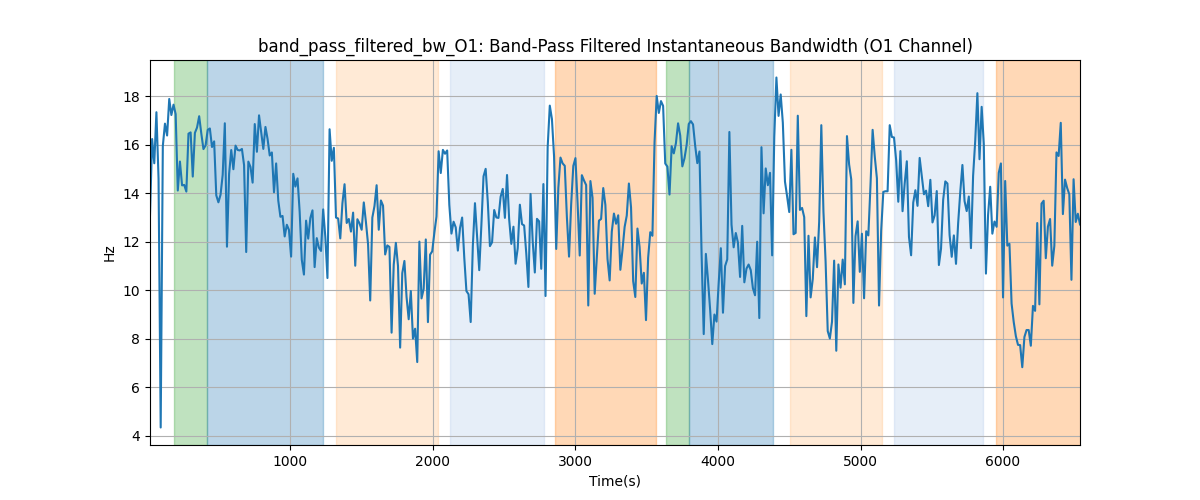 band_pass_filtered_bw_O1: Band-Pass Filtered Instantaneous Bandwidth (O1 Channel)
18
16
14
12
10
8
6
4
Hz
1000 2000 3000 4000 5000 6000
Time(s)